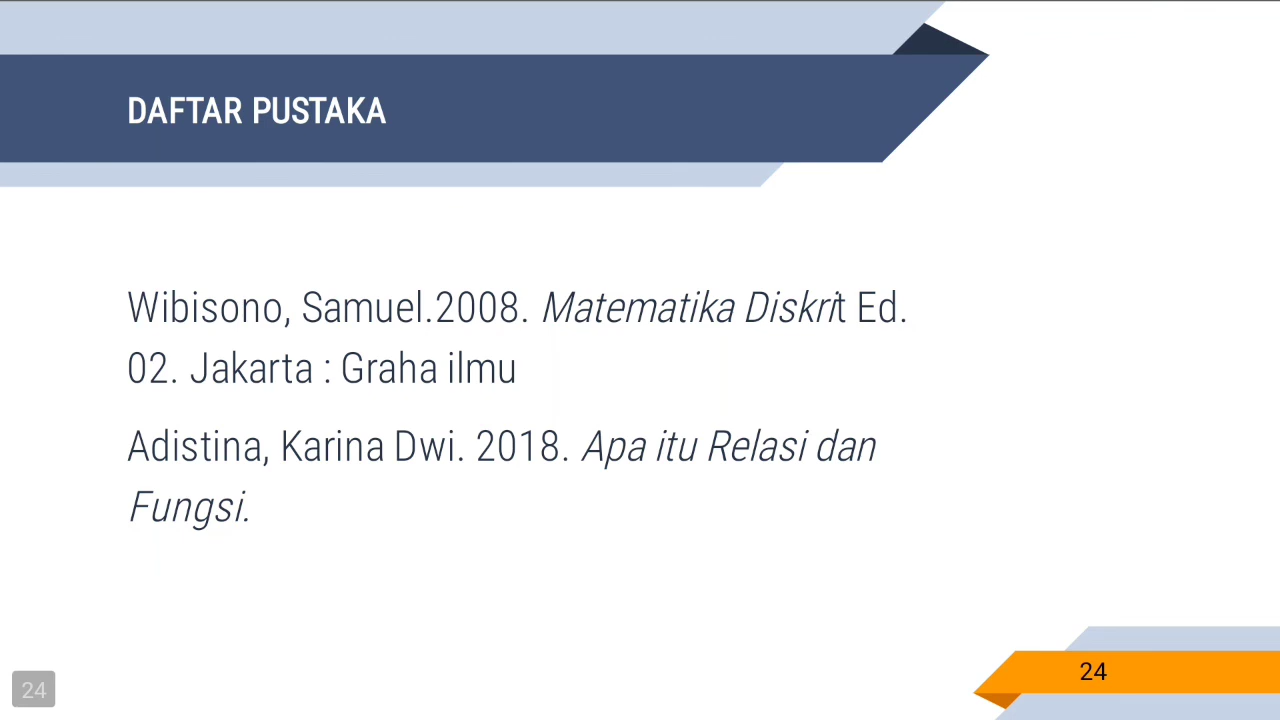 DAFTAR PUSTAKA
Wibisono, Samuel.2008. Matematika Diskrit Ed.
02. Jakarta : Graha ilmu
Adistina, Karina Dwi. 2018. Apa itu Relasi dan
Fungsi.
24
24